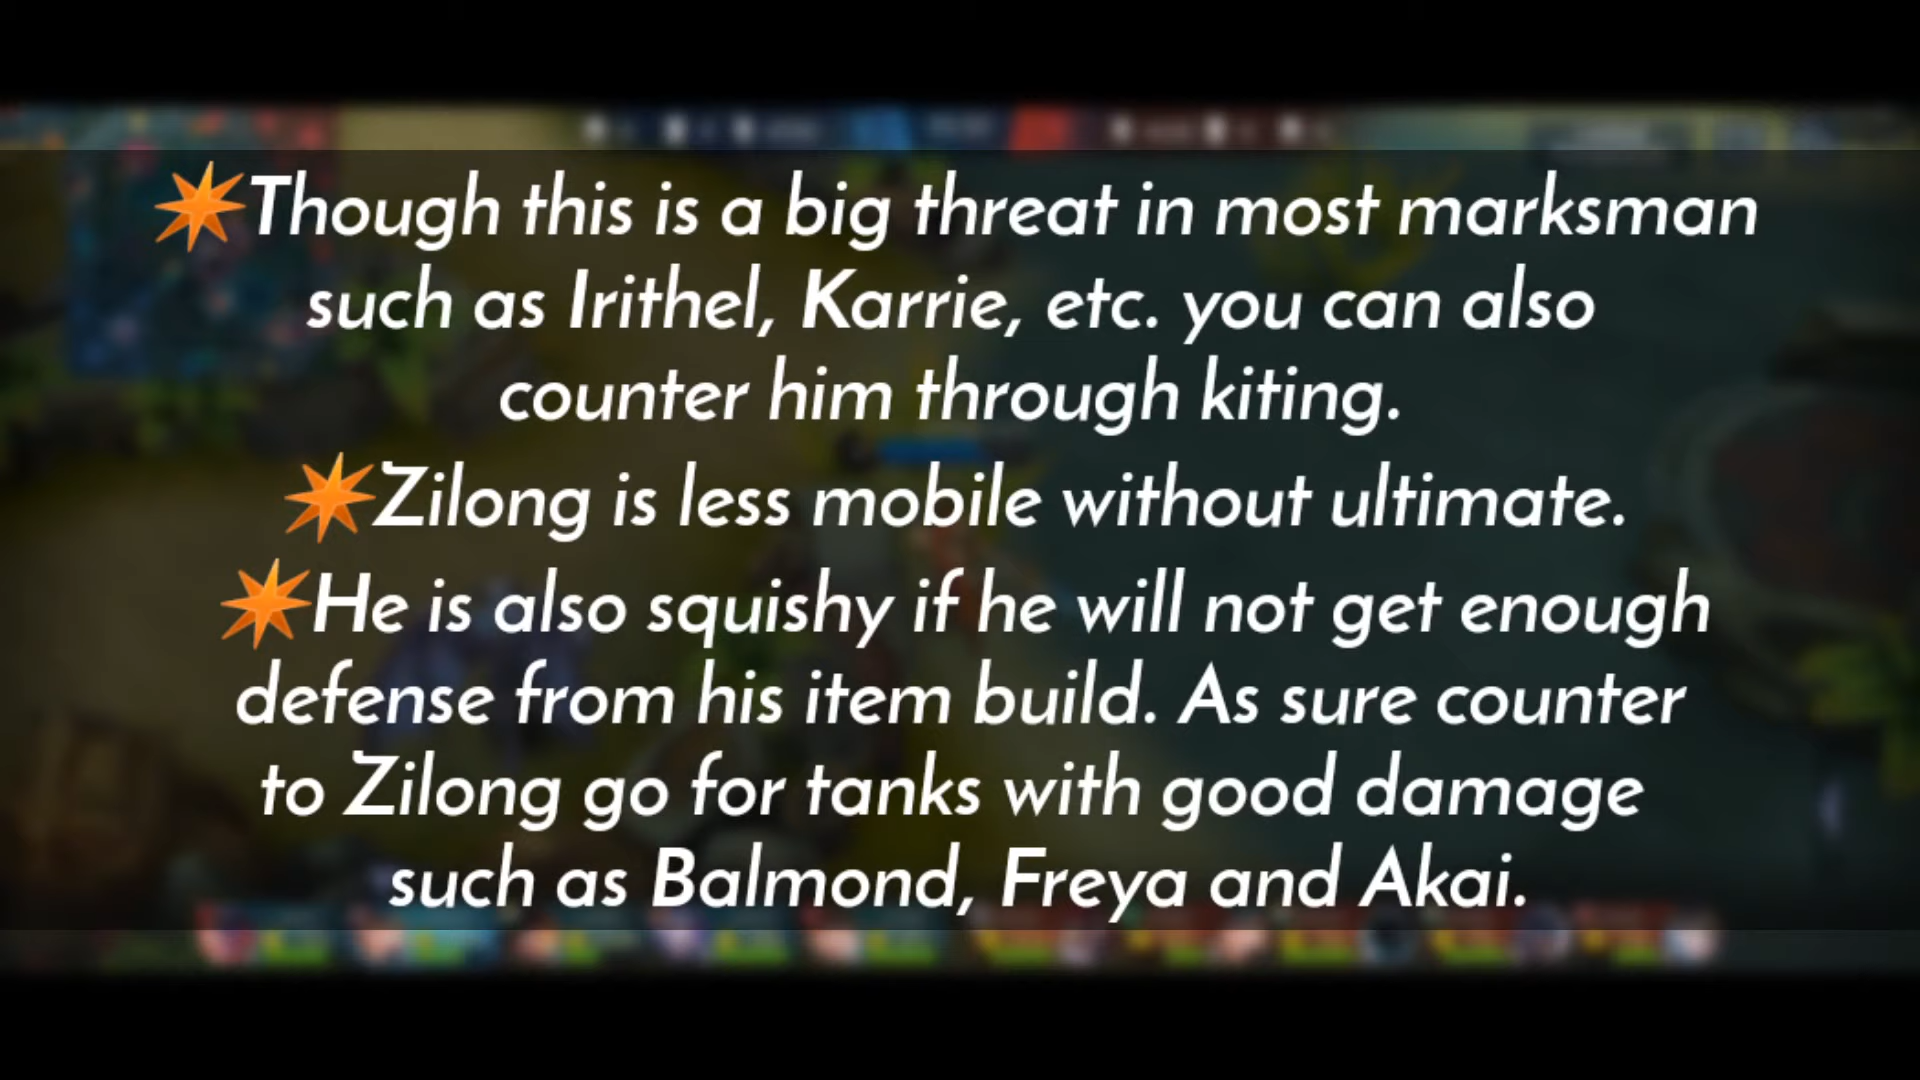 Though this is a big threat in most marksman
such as Irithel, Karrie, etc. you can also
counter him through kiting.
Zilong is less mobile without ultimate.
He is also squishy if he will not get enough
defense from his item build. As sure counter
to Zilong go for tanks with good damage
such as Balmond, Freya and Akai.